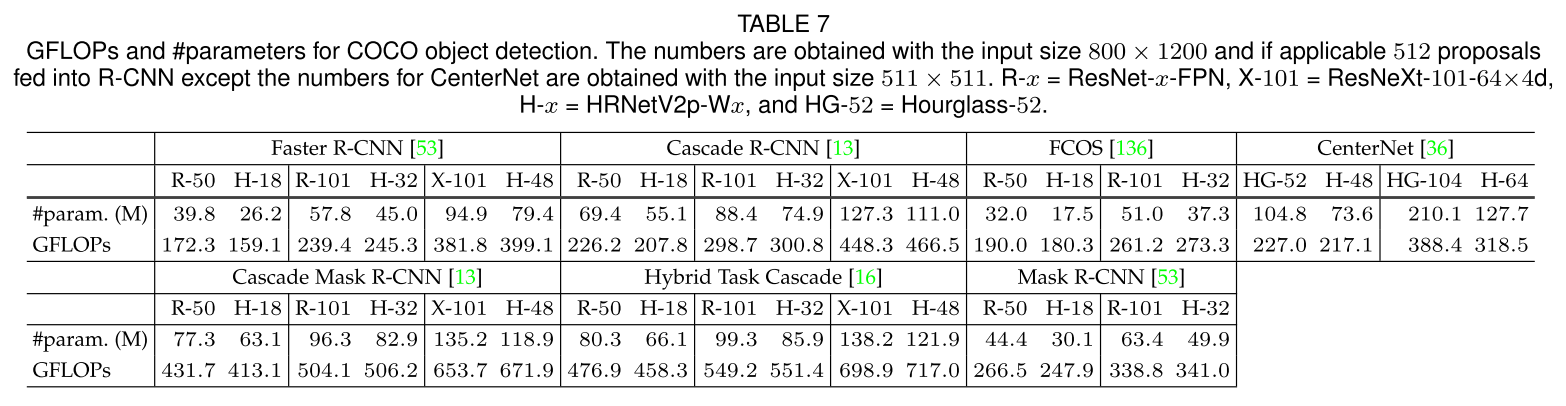 TABLE 7
GFLOPs and #parameters for COCO object detection. The numbers are obtained with the input size 800 × 1200 and if applicable 512 proposals
fed into R-CNN except the numbers for CenterNet are obtained with the input size 511 × 511. R-x = ResNet-x-FPN, X-101 = ResNeXt-101-64×4d,
H-x = HRNetV2p-Wx, and HG-52 = Hourglass-52.
Faster R-CNN [53] Cascade R-CNN [13] FCOS [136] CenterNet [36]
R-50 H-18 R-101 H-32 X-101 H-48 R-50 H-18 R-101 H-32 X-101 H-48 R-50 H-18 R-101 H-32 HG-52 H-48 HG-104 H-64
#param. (M) 39.8 26.2 57.8 45.0 94.9 79.4 69.4 55.1 88.4 74.9 127.3 111.0 32.0 17.5 51.0 37.3 104.8 73.6 210.1 127.7
GFLOPs 172.3 159.1 239.4 245.3 381.8 399.1 226.2 207.8 298.7 300.8 448.3 466.5 190.0 180.3 261.2 273.3 227.0 217.1 388.4 318.5
Cascade Mask R-CNN [13] Hybrid Task Cascade [16] Mask R-CNN [53]
R-50 H-18 R-101 H-32 X-101 H-48 R-50 H-18 R-101 H-32 X-101 H-48 R-50 H-18 R-101 H-32
#param. (M) 77.3 63.1 96.3 82.9 135.2 118.9 80.3 66.1 99.3 85.9 138.2 121.9 44.4 30.1 63.4 49.9
GFLOPs 431.7 413.1 504.1 506.2 653.7 671.9 476.9 458.3 549.2 551.4 698.9 717.0 266.5 247.9 338.8 341.0